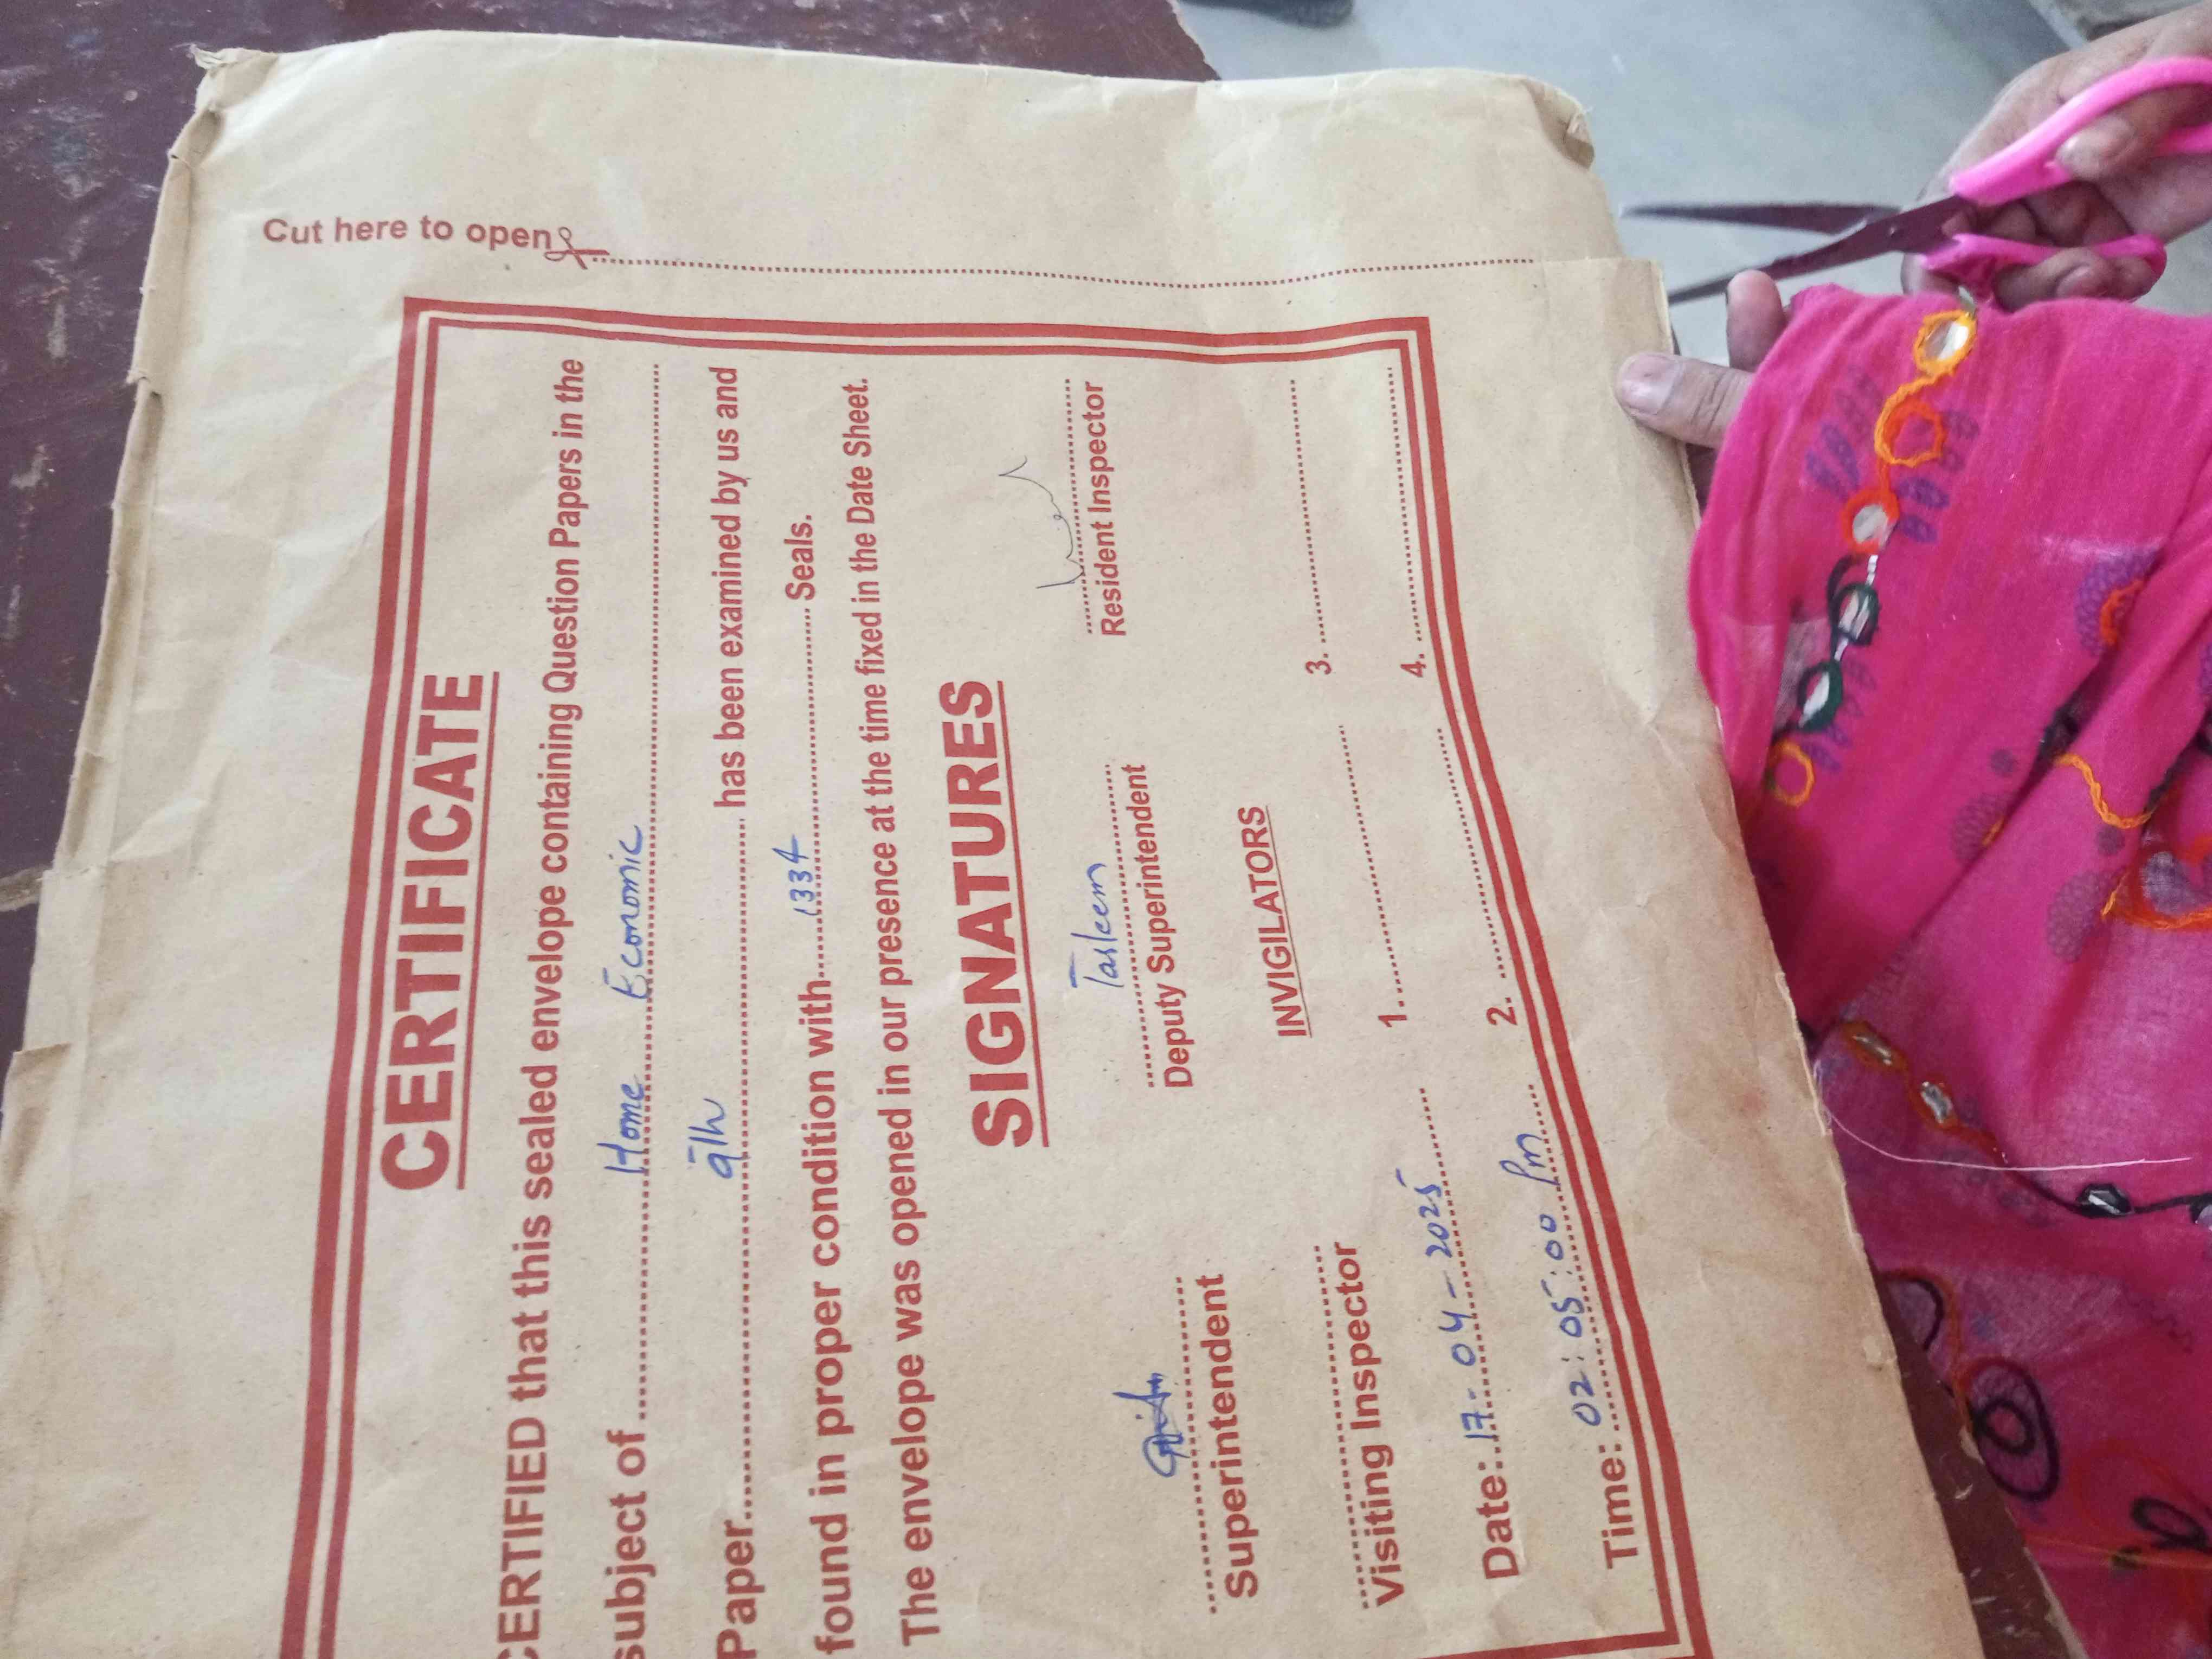 Cut here to open
CERTIFICATE
CERTIFIED that this sealed envelope containing Question Papers in the
subject of Home Economic
Paper 9th has been examined by us and
found in proper condition with 1334 Seals.
The envelope was opened in our presence at the time fixed in the Date Sheet.
SIGNATURES
Tasleem
Superintendent Deputy Superintendent Resident Inspector
Visiting Inspector INVIGILATORS
Date: 17-04-2025 1. 3.
Time: 02:05:00 Pm 2. 4.